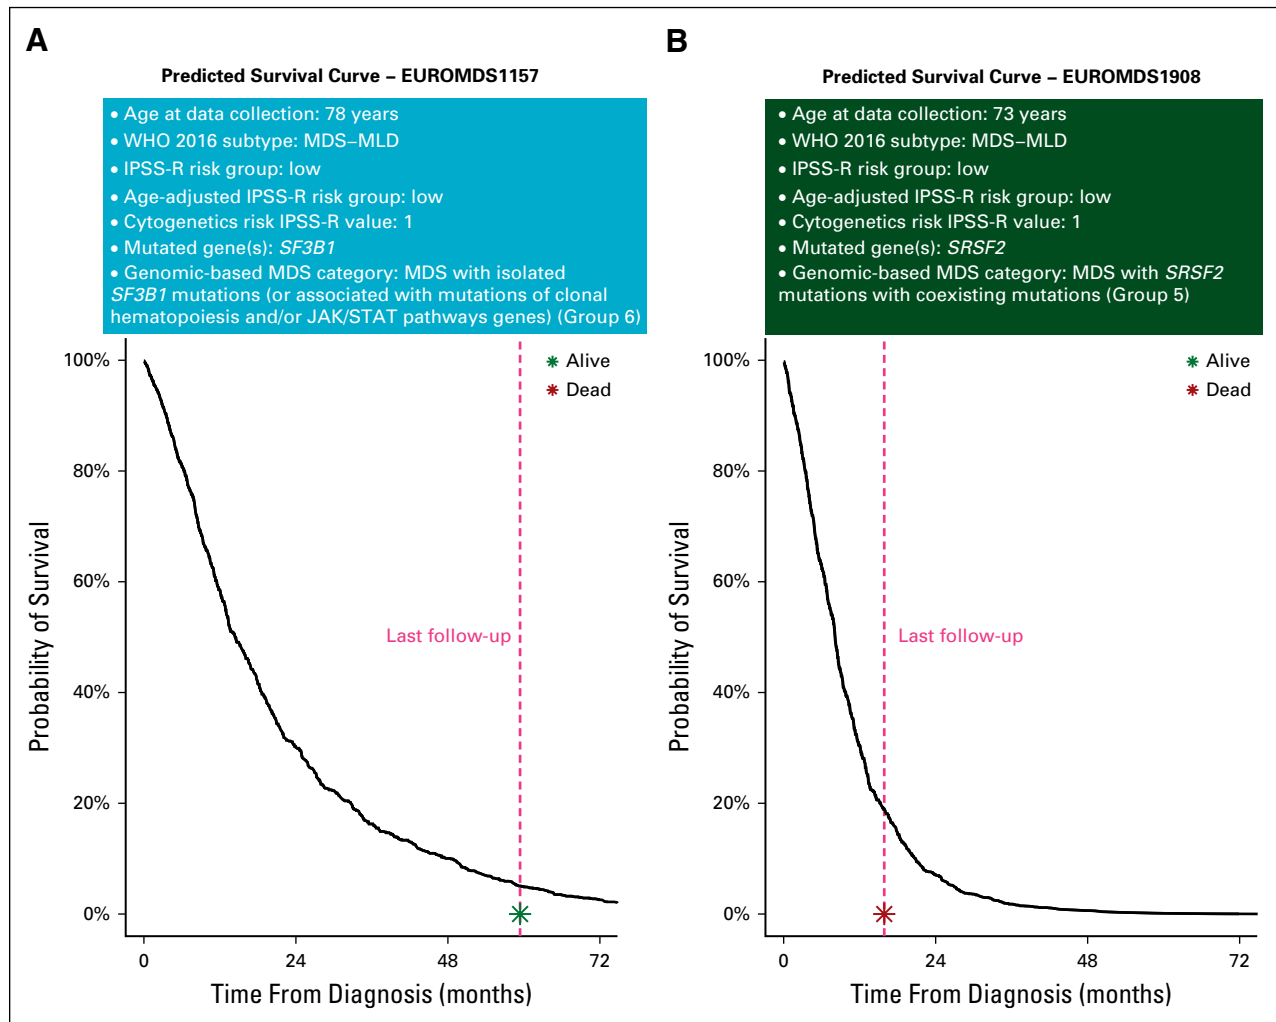 A
Predicted Survival Curve – EUROMDS1157
• Age at data collection: 78 years
• WHO 2016 subtype: MDS–MLD
• IPSS-R risk group: low
• Age-adjusted IPSS-R risk group: low
• Cytogenetics risk IPSS-R value: 1
• Mutated gene(s): SF3B1
• Genomic-based MDS category: MDS with isolated
SF3B1 mutations (or associated with mutations of clonal
hematopoiesis and/or JAK/STAT pathways genes) (Group 6)
100%
80%
60%
40%
20%
0%
Probability of Survival
Alive
Dead
Last follow-up
0
24
48
72
Time From Diagnosis (months)
B
Predicted Survival Curve – EUROMDS1908
• Age at data collection: 73 years
• WHO 2016 subtype: MDS–MLD
• IPSS-R risk group: low
• Age-adjusted IPSS-R risk group: low
• Cytogenetics risk IPSS-R value: 1
• Mutated gene(s): SRSF2
• Genomic-based MDS category: MDS with SRSF2
mutations with coexisting mutations (Group 5)
100%
80%
60%
40%
20%
0%
Probability of Survival
Alive
Dead
Last follow-up
0
24
48
72
Time From Diagnosis (months)